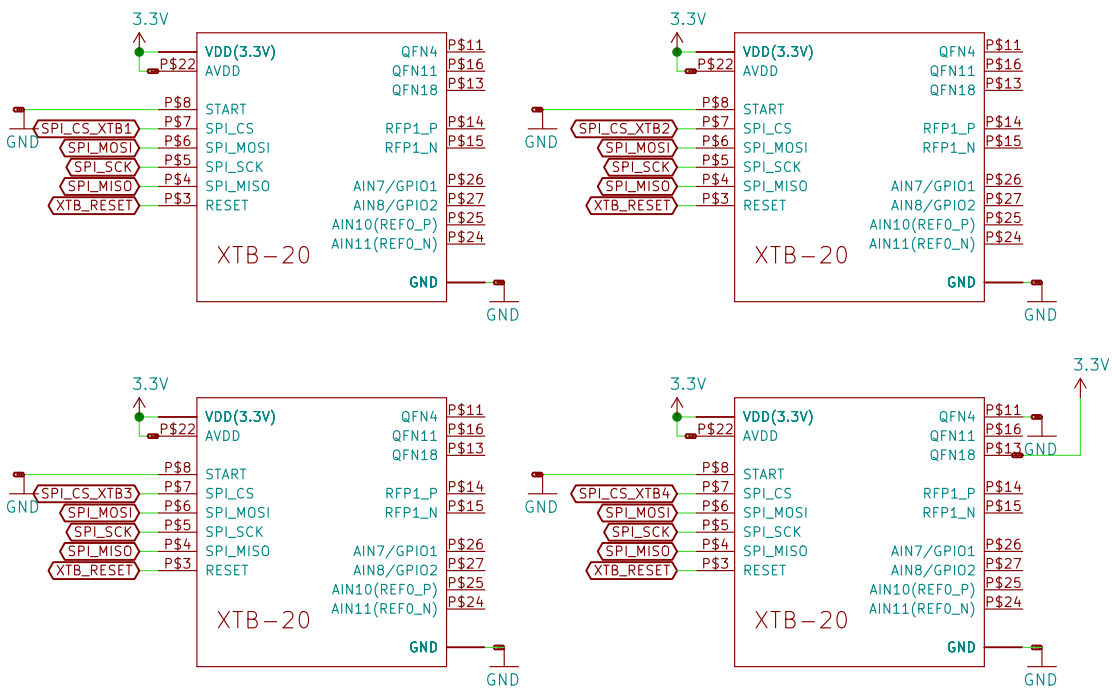 3.3V
VDD(3.3V)
P$22 AVDD
P$8 START
GND
SPI_CS_XTB1 P$7 SPI_CS
SPI_MOSI P$6 SPI_MOSI
SPI_SCK P$5 SPI_SCK
SPI_MISO P$4 SPI_MISO
XTB_RESET P$3 RESET
QFN4 P$11
QFN11 P$16
QFN18 P$13
RFP1_P P$14
RFP1_N P$15
AIN7/GPIO1 P$26
AIN8/GPIO2 P$27
AIN10(REF0_P) P$25
AIN11(REF0_N) P$24
XTB-20
GND
GND
3.3V
VDD(3.3V)
P$22 AVDD
P$8 START
GND
SPI_CS_XTB2 P$7 SPI_CS
SPI_MOSI P$6 SPI_MOSI
SPI_SCK P$5 SPI_SCK
SPI_MISO P$4 SPI_MISO
XTB_RESET P$3 RESET
QFN4 P$11
QFN11 P$16
QFN18 P$13
RFP1_P P$14
RFP1_N P$15
AIN7/GPIO1 P$26
AIN8/GPIO2 P$27
AIN10(REF0_P) P$25
AIN11(REF0_N) P$24
XTB-20
GND
GND
3.3V
VDD(3.3V)
P$22 AVDD
P$8 START
GND
SPI_CS_XTB3 P$7 SPI_CS
SPI_MOSI P$6 SPI_MOSI
SPI_SCK P$5 SPI_SCK
SPI_MISO P$4 SPI_MISO
XTB_RESET P$3 RESET
QFN4 P$11
QFN11 P$16
QFN18 P$13
RFP1_P P$14
RFP1_N P$15
AIN7/GPIO1 P$26
AIN8/GPIO2 P$27
AIN10(REF0_P) P$25
AIN11(REF0_N) P$24
XTB-20
GND
GND
3.3V
VDD(3.3V)
P$22 AVDD
P$8 START
GND
SPI_CS_XTB4 P$7 SPI_CS
SPI_MOSI P$6 SPI_MOSI
SPI_SCK P$5 SPI_SCK
SPI_MISO P$4 SPI_MISO
XTB_RESET P$3 RESET
3.3V
QFN4 P$11
QFN11 P$16
QFN18 P$13 GND
RFP1_P P$14
RFP1_N P$15
AIN7/GPIO1 P$26
AIN8/GPIO2 P$27
AIN10(REF0_P) P$25
AIN11(REF0_N) P$24
XTB-20
GND
GND